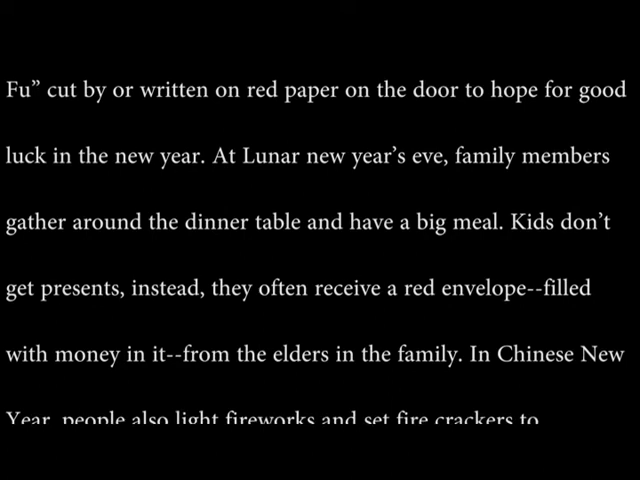 Fu” cut by or written on red paper on the door to hope for good
luck in the new year. At Lunar new year’s eve, family members
gather around the dinner table and have a big meal. Kids don’t
get presents, instead, they often receive a red envelope--filled
with money in it--from the elders in the family. In Chinese New
Year, people also light fireworks and set fire crackers to